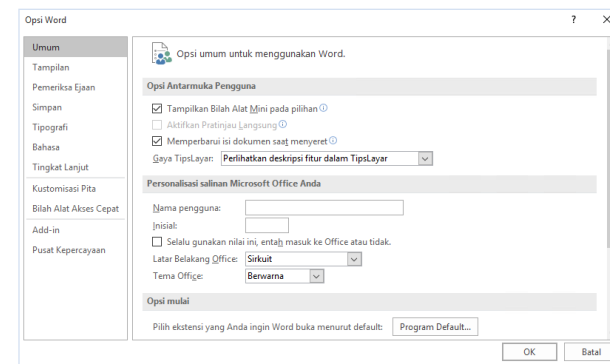 Opsi Word
Umum
Tampilan
Pemeriksa Ejaan
Simpan
Tipografi
Bahasa
Tingkat Lanjut
Kustomisasi Pita
Bilah Alat Akses Cepat
Add-in
Pusat Kepercayaan
Opsi umum untuk menggunakan Word.
Opsi Antarmuka Pengguna
Tampilkan Bilah Alat Mini pada pilihan
Aktifkan Pratinjau Langsung
Memperbarui isi dokumen saat menyeret
Gaya TipsLayar: Perlihatkan deskripsi fitur dalam TipsLayar
Personalisasi salinan Microsoft Office Anda
Nama pengguna:
Inisial:
Selalu gunakan nilai ini, entah masuk ke Office atau tidak.
Latar Belakang Office: Sirkuit
Tema Office: Berwarna
Opsi mulai
Pilih ekstensi yang Anda ingin Word buka menurut default: Program Default...
OK Batal